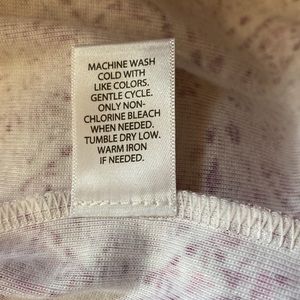 MACHINE WASH
COLD WITH
LIKE COLORS.
GENTLE CYCLE.
ONLY NON-
CHLORINE BLEACH
WHEN NEEDED.
TUMBLE DRY LOW.
WARM IRON
IF NEEDED.